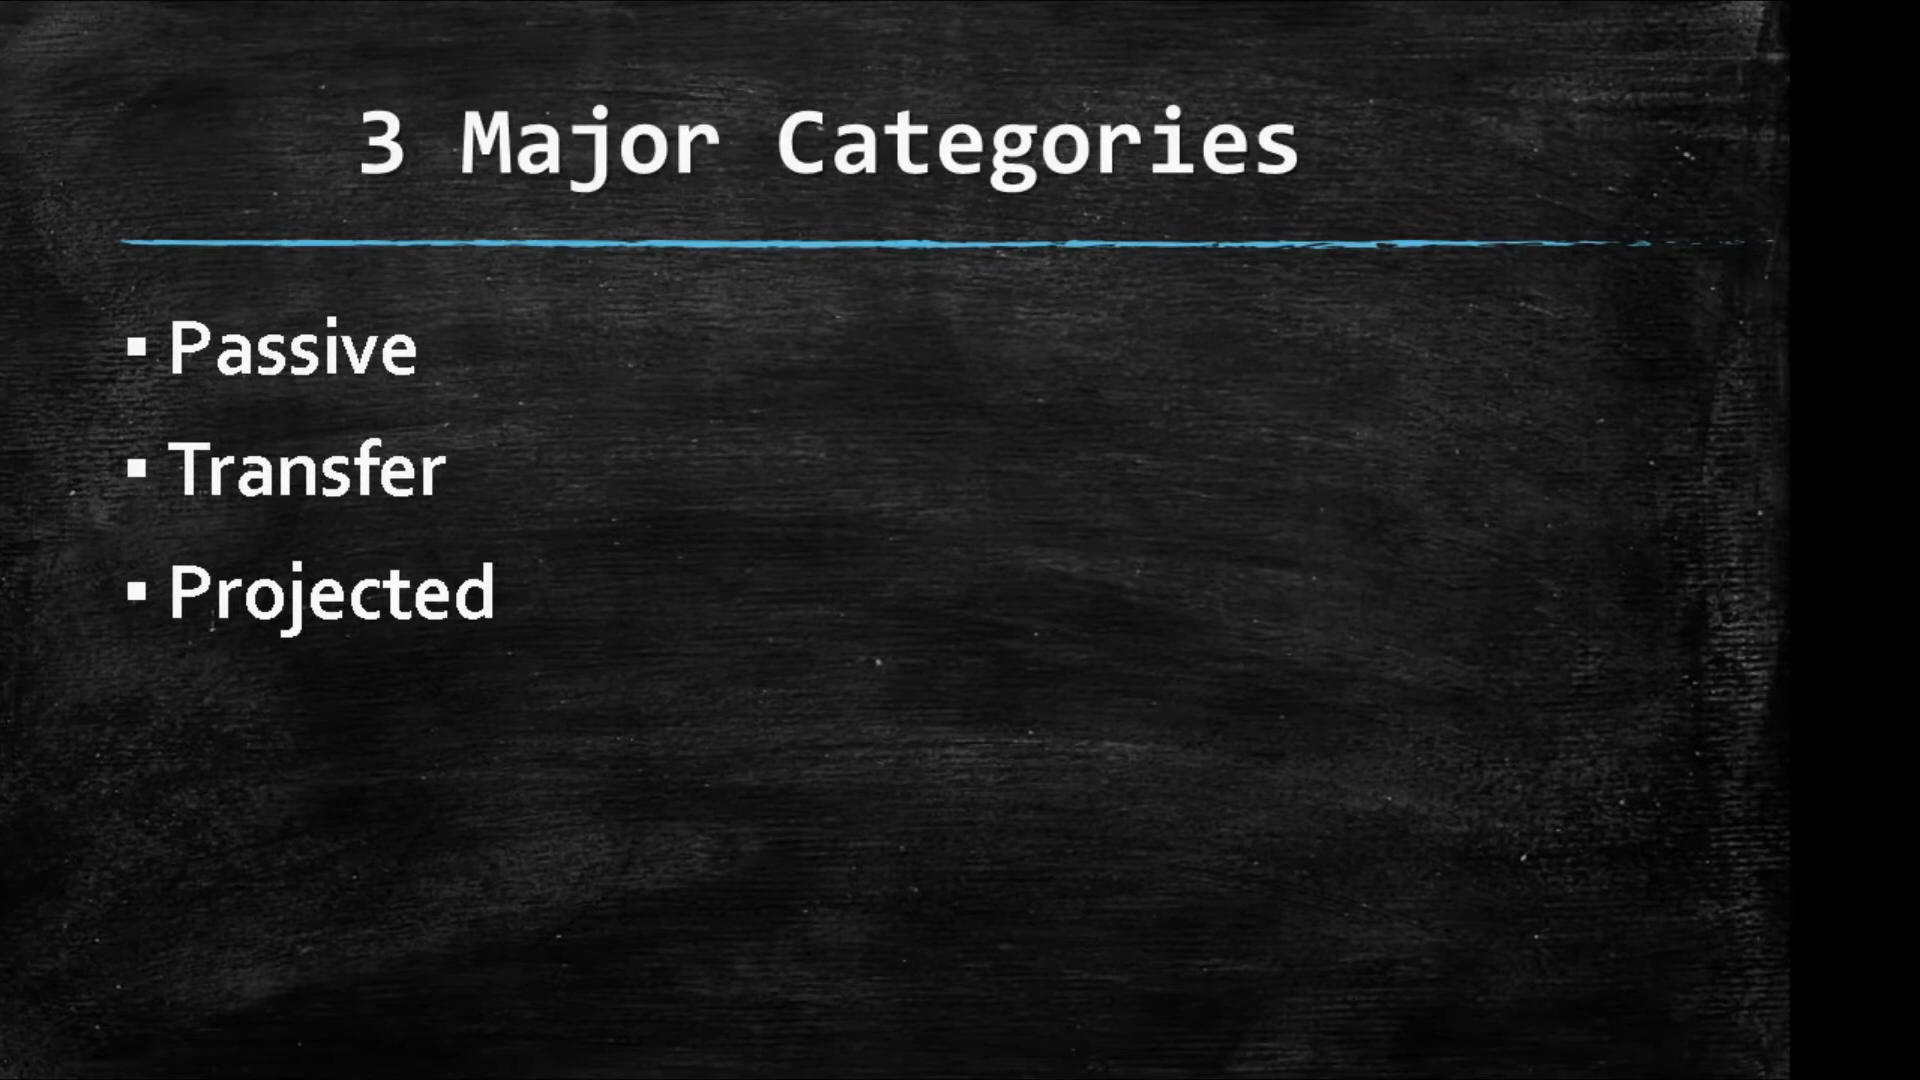 3 Major Categories
▪ Passive
▪ Transfer
▪ Projected